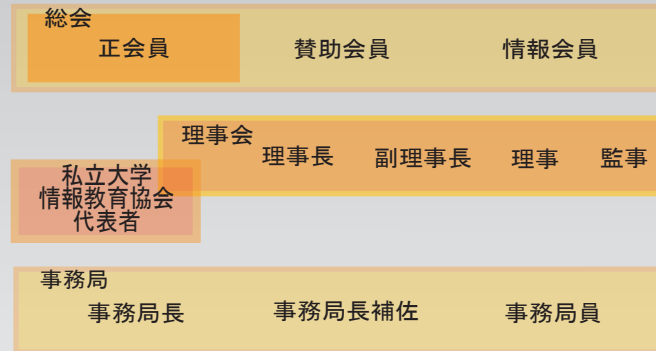 総会
正会員 賛助会員 情報会員
理事会
理事長 副理事長 理事 監事
私立大学
情報教育協会
代表者
事務局
事務局長 事務局長補佐 事務局員